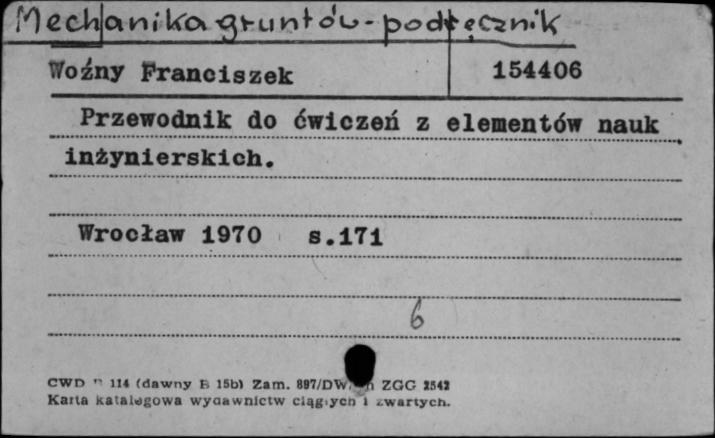 Mechanika gruntów - podręcznik
Woźny Franciszek 154406
Przewodnik do ćwiczeń z elementów nauk
inżynierskich.
Wrocław 1970 s.171
6
CWD 114 (dawny B 15b) Zam. 897/DW ZGG 2542
Karta katalogowa wydawnictw ciągłych i zwartych.